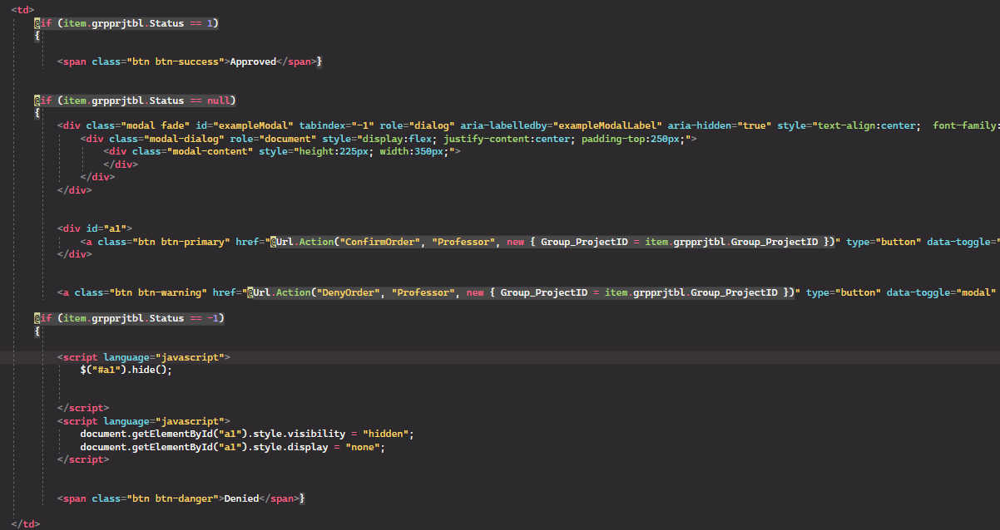 <td>
@if (item.grpprjtbl.Status == 1)
{
<span class="btn btn-success">Approved</span>}
@if (item.grpprjtbl.Status == null)
{
<div class="modal fade" id="exampleModal" tabindex="-1" role="dialog" aria-labelledby="exampleModalLabel" aria-hidden="true" style="text-align:center; font-family:
<div class="modal-dialog" role="document" style="display:flex; justify-content:center; padding-top:250px;">
<div class="modal-content" style="height:225px; width:350px;">
</div>
</div>
</div>
<div id="a1">
<a class="btn btn-primary" href="@Url.Action("ConfirmOrder", "Professor", new { Group_ProjectID = item.grpprjtbl.Group_ProjectID })" type="button" data-toggle="
</div>
<a class="btn btn-warning" href="@Url.Action("DenyOrder", "Professor", new { Group_ProjectID = item.grpprjtbl.Group_ProjectID })" type="button" data-toggle="modal"
@if (item.grpprjtbl.Status == -1)
{
<script language="javascript">
$("#a1").hide();
</script>
<script language="javascript">
document.getElementById("a1").style.visibility = "hidden";
document.getElementById("a1").style.display = "none";
</script>
<span class="btn btn-danger">Denied</span>}
</td>